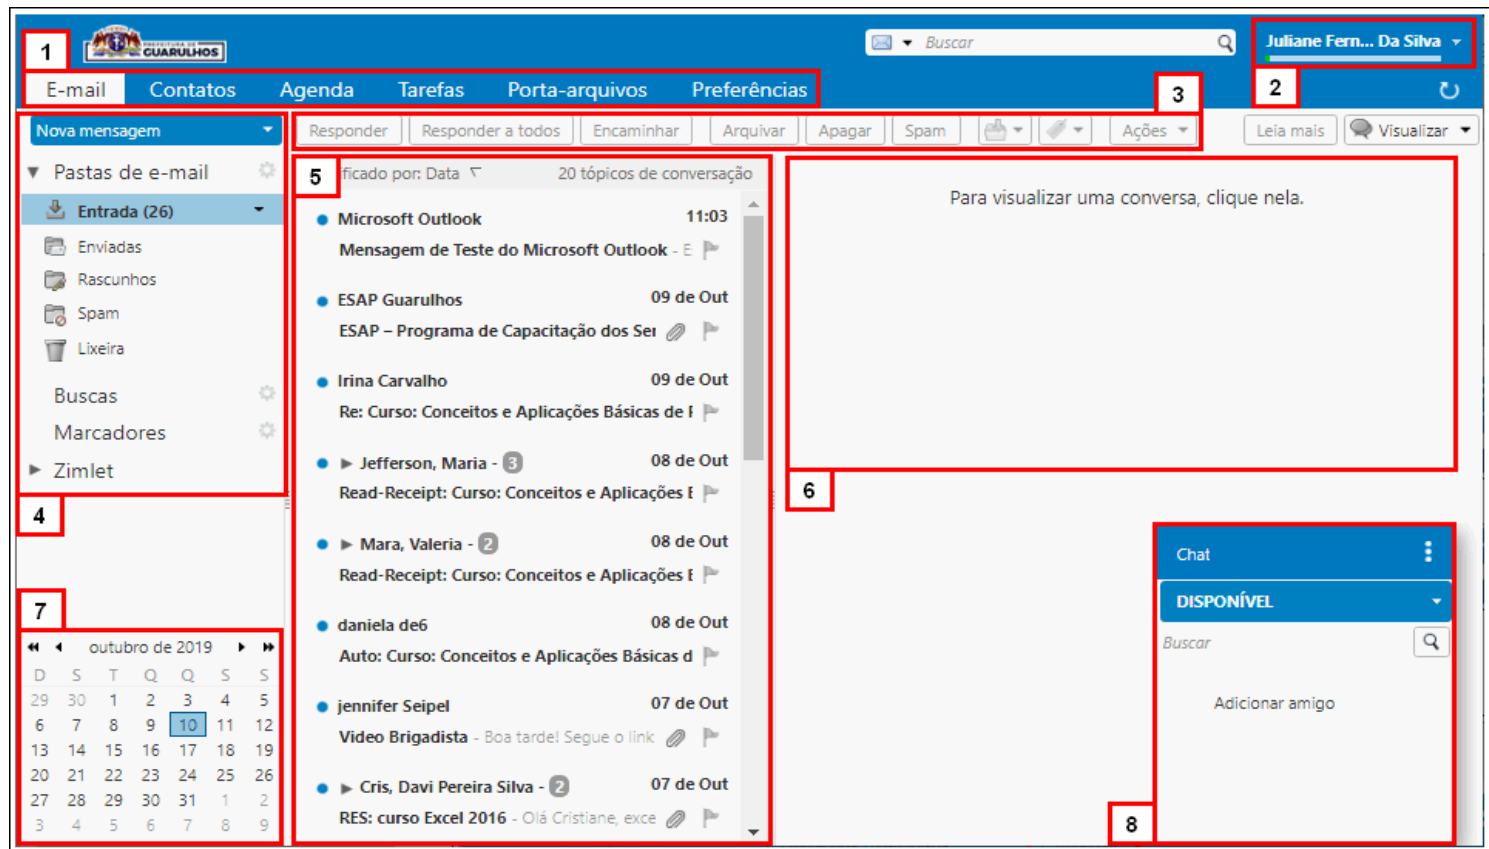 1
PREFEITURA DE
GUARULHOS
Buscar
Juliane Fern... Da Silva
2
E-mail Contatos Agenda Tarefas Porta-arquivos Preferências
3
Nova mensagem
Responder Responder a todos Encaminhar Arquivar Apagar Spam Ações Leia mais Visualizar
Pastas de e-mail
Entrada (26)
Enviadas
Rascunhos
Spam
Lixeira
Buscas
Marcadores
Zimlet
4
5
ificado por: Data 20 tópicos de conversação
Microsoft Outlook 11:03
Mensagem de Teste do Microsoft Outlook - E
ESAP Guarulhos 09 de Out
ESAP – Programa de Capacitação dos Ser
Irina Carvalho 09 de Out
Re: Curso: Conceitos e Aplicações Básicas de
Jefferson, Maria - 3 08 de Out
Read-Receipt: Curso: Conceitos e Aplicações
Mara, Valeria - 2 08 de Out
Read-Receipt: Curso: Conceitos e Aplicações
daniela de6 08 de Out
Auto: Curso: Conceitos e Aplicações Básicas d
jennifer Seipel 07 de Out
Video Brigadista - Boa tarde! Segue o link
Cris, Davi Pereira Silva - 2 07 de Out
RES: curso Excel 2016 - Olá Cristiane, exce
Para visualizar uma conversa, clique nela.
6
7
outubro de 2019
D S T Q Q S S
29 30 1 2 3 4 5
6 7 8 9 10 11 12
13 14 15 16 17 18 19
20 21 22 23 24 25 26
27 28 29 30 31 1 2
3 4 5 6 7 8 9
Chat
DISPONÍVEL
Buscar
Adicionar amigo
8